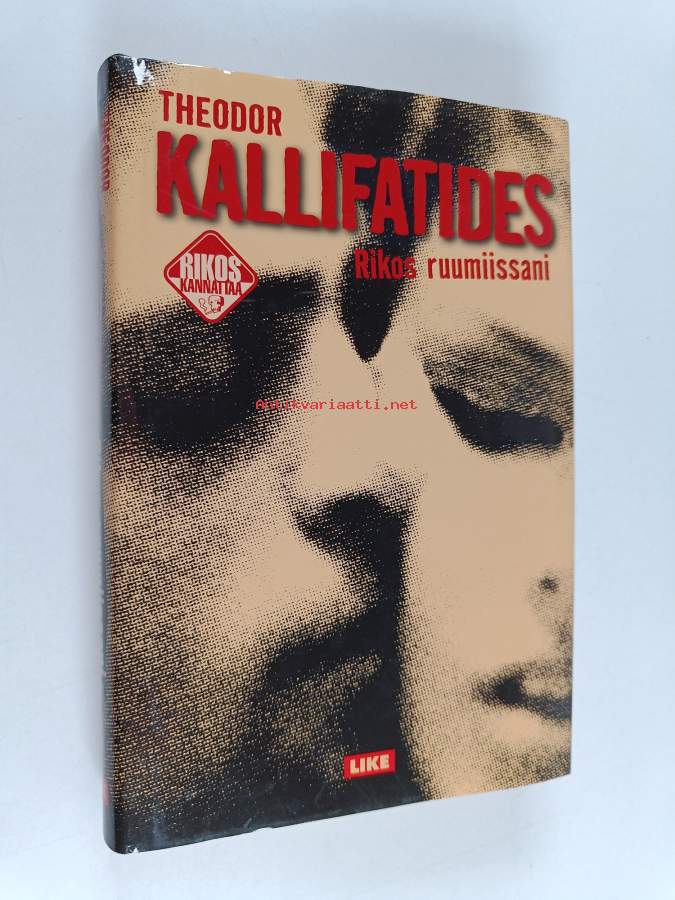 THEODOR
KALLIFATIDES
Rikos ruumiissani
RIKOS
KANNATTAA
Antikvariaatti.net
LIKE